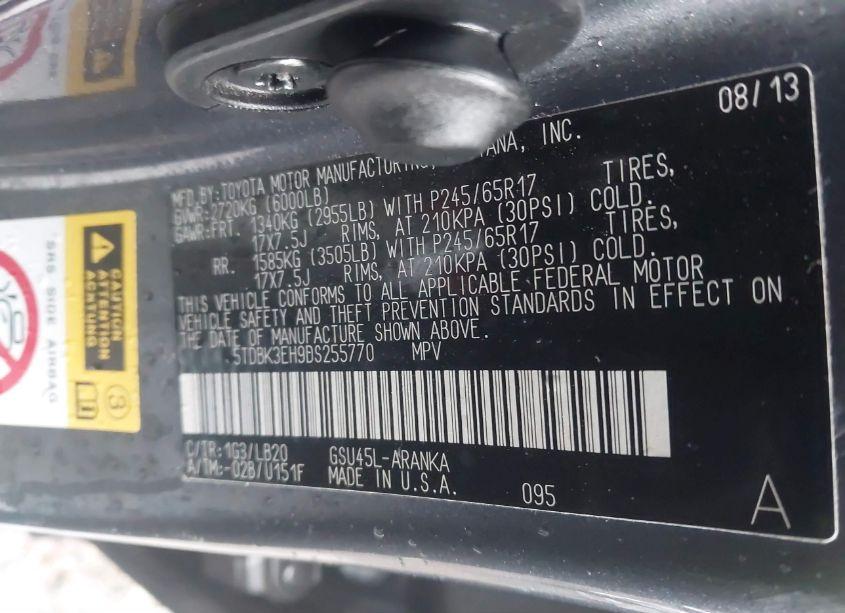 08/13
MFD.BY:TOYOTA MOTOR MANUFACTURING, INC.
GVWR:2720KG (6000LB)
GAWR:FRT. 1340KG (2955LB) WITH P245/65R17 TIRES,
17X7.5J RIMS, AT 210KPA (30PSI) COLD.
RR. 1585KG (3505LB) WITH P245/65R17 TIRES,
17X7.5J RIMS, AT 210KPA (30PSI) COLD.
THIS VEHICLE CONFORMS TO ALL APPLICABLE FEDERAL MOTOR
VEHICLE SAFETY AND THEFT PREVENTION STANDARDS IN EFFECT ON
THE DATE OF MANUFACTURE SHOWN ABOVE.
5TDBK3EH9BS255770 MPV
C/TR:1G3/LB20 GSU45L-ARANKA
A/TM:-02B/U151F MADE IN U.S.A.
095
A
CAUTION
ATTENTION
ACHTUNG
SRS SIDE AIRBAG
3